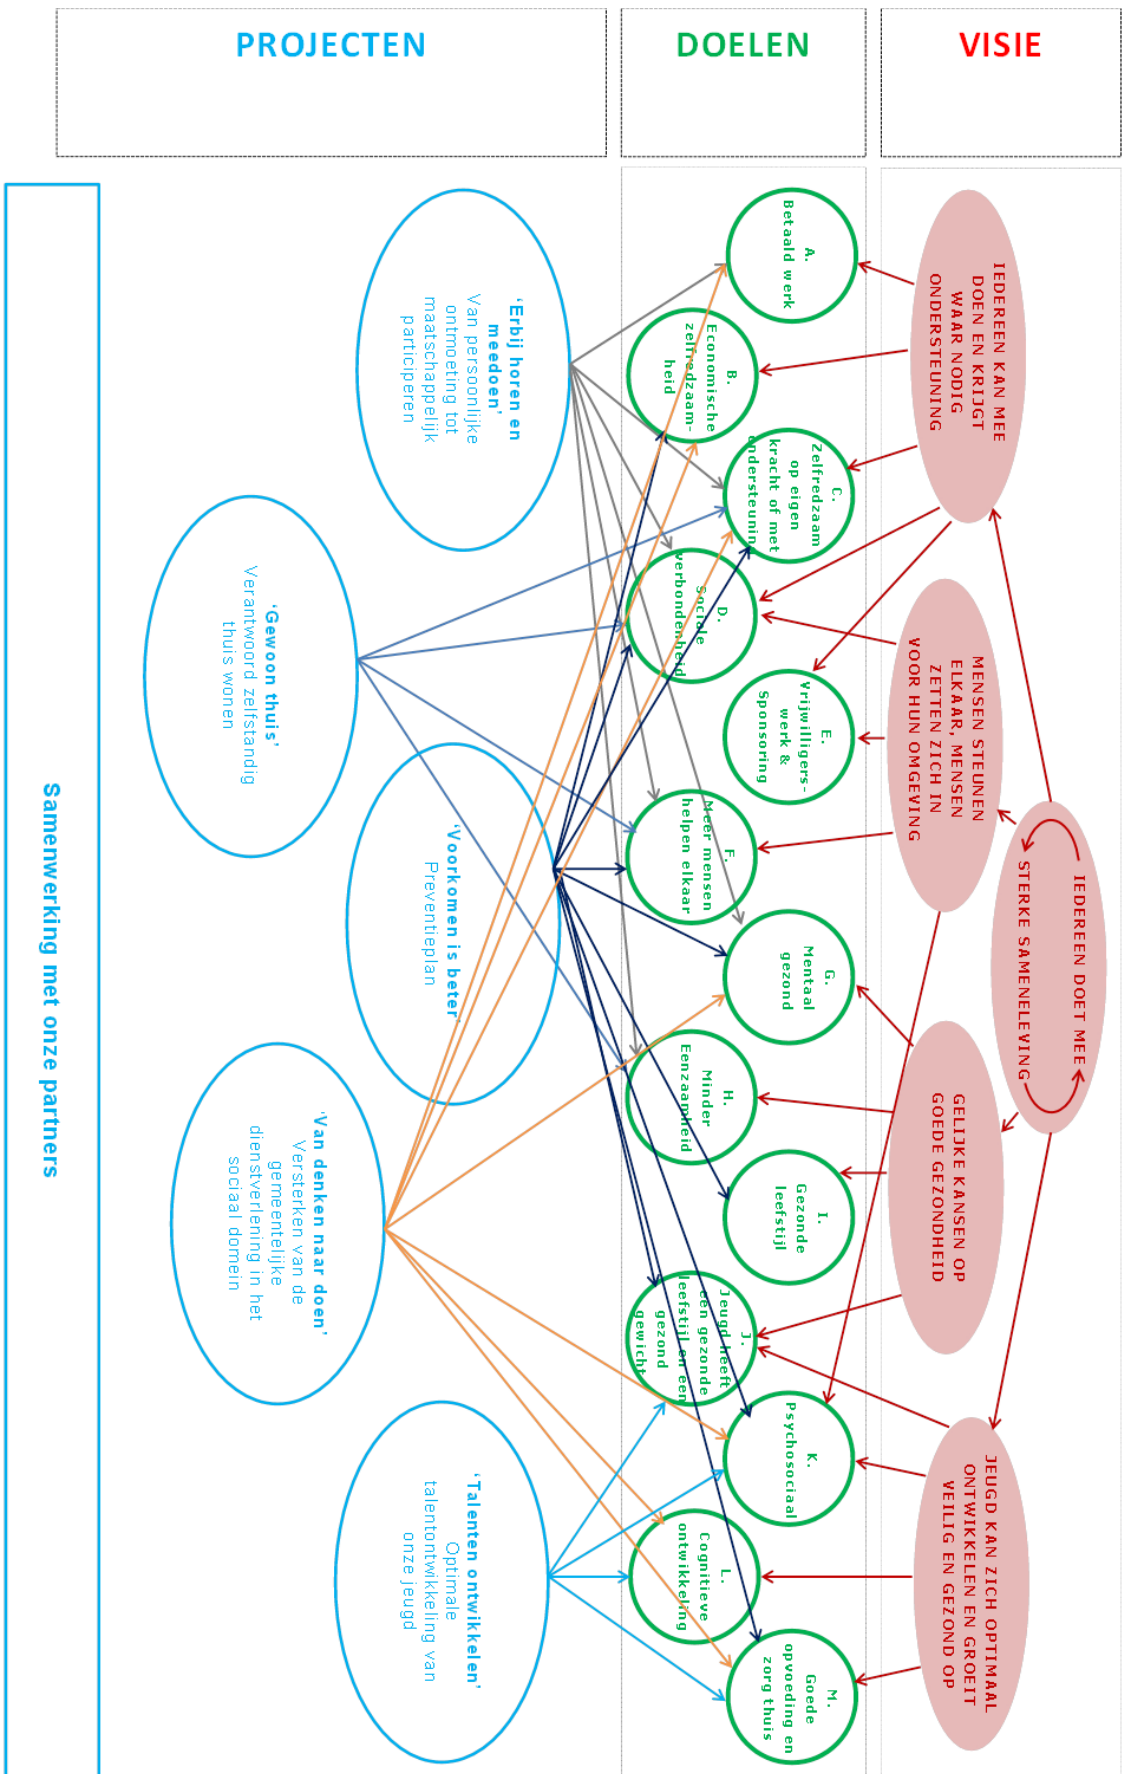 VISIE
IEDEREEN DOET MEE
STERKE SAMENELEVING
IEDEREEN KAN MEE
DOEN EN KRIJGT
WAAR NODIG
ONDERSTEUNING
MENSEN STEUNEN
ELKAAR, MENSEN
ZETTEN ZICH IN
VOOR HUN OMGEVING
GELIJKE KANSEN OP
GOEDE GEZONDHEID
JEUGD KAN ZICH OPTIMAAL
ONTWIKKELEN EN GROEIT
VEILIG EN GEZOND OP
DOELEN
A.
Betaald werk
B.
Economische
zelfredzaam-
heid
C.
Zelfredzaam
op eigen
kracht of met
ondersteunin
D.
Sociale
verbondenheid
E.
Vrijwilligers-
werk &
Sponsoring
F.
Meer mensen
helpen elkaar
G.
Mentaal
gezond
H.
Minder
Eenzaamheid
I.
Gezonde
leefstijl
J.
Jeugd heeft
een gezonde
leefstijl en een
gezond
gewicht
K.
Psychosociaal
L.
Cognitieve
ontwikkeling
M.
Goede
opvoeding en
zorg thuis
PROJECTEN
'Erbij horen en
meedoen'
Van persoonlijke
ontmoeting tot
maatschappelijk
participeren
'Gewoon thuis'
Verantwoord zelfstandig
thuis wonen
'Voorkomen is beter'
Preventieplan
'Van denken naar doen'
Versterken van de
gemeentelijke
dienstverlening in het
sociaal domein
'Talenten ontwikkelen'
Optimale
talentontwikkeling van
onze jeugd
Samenwerking met onze partners